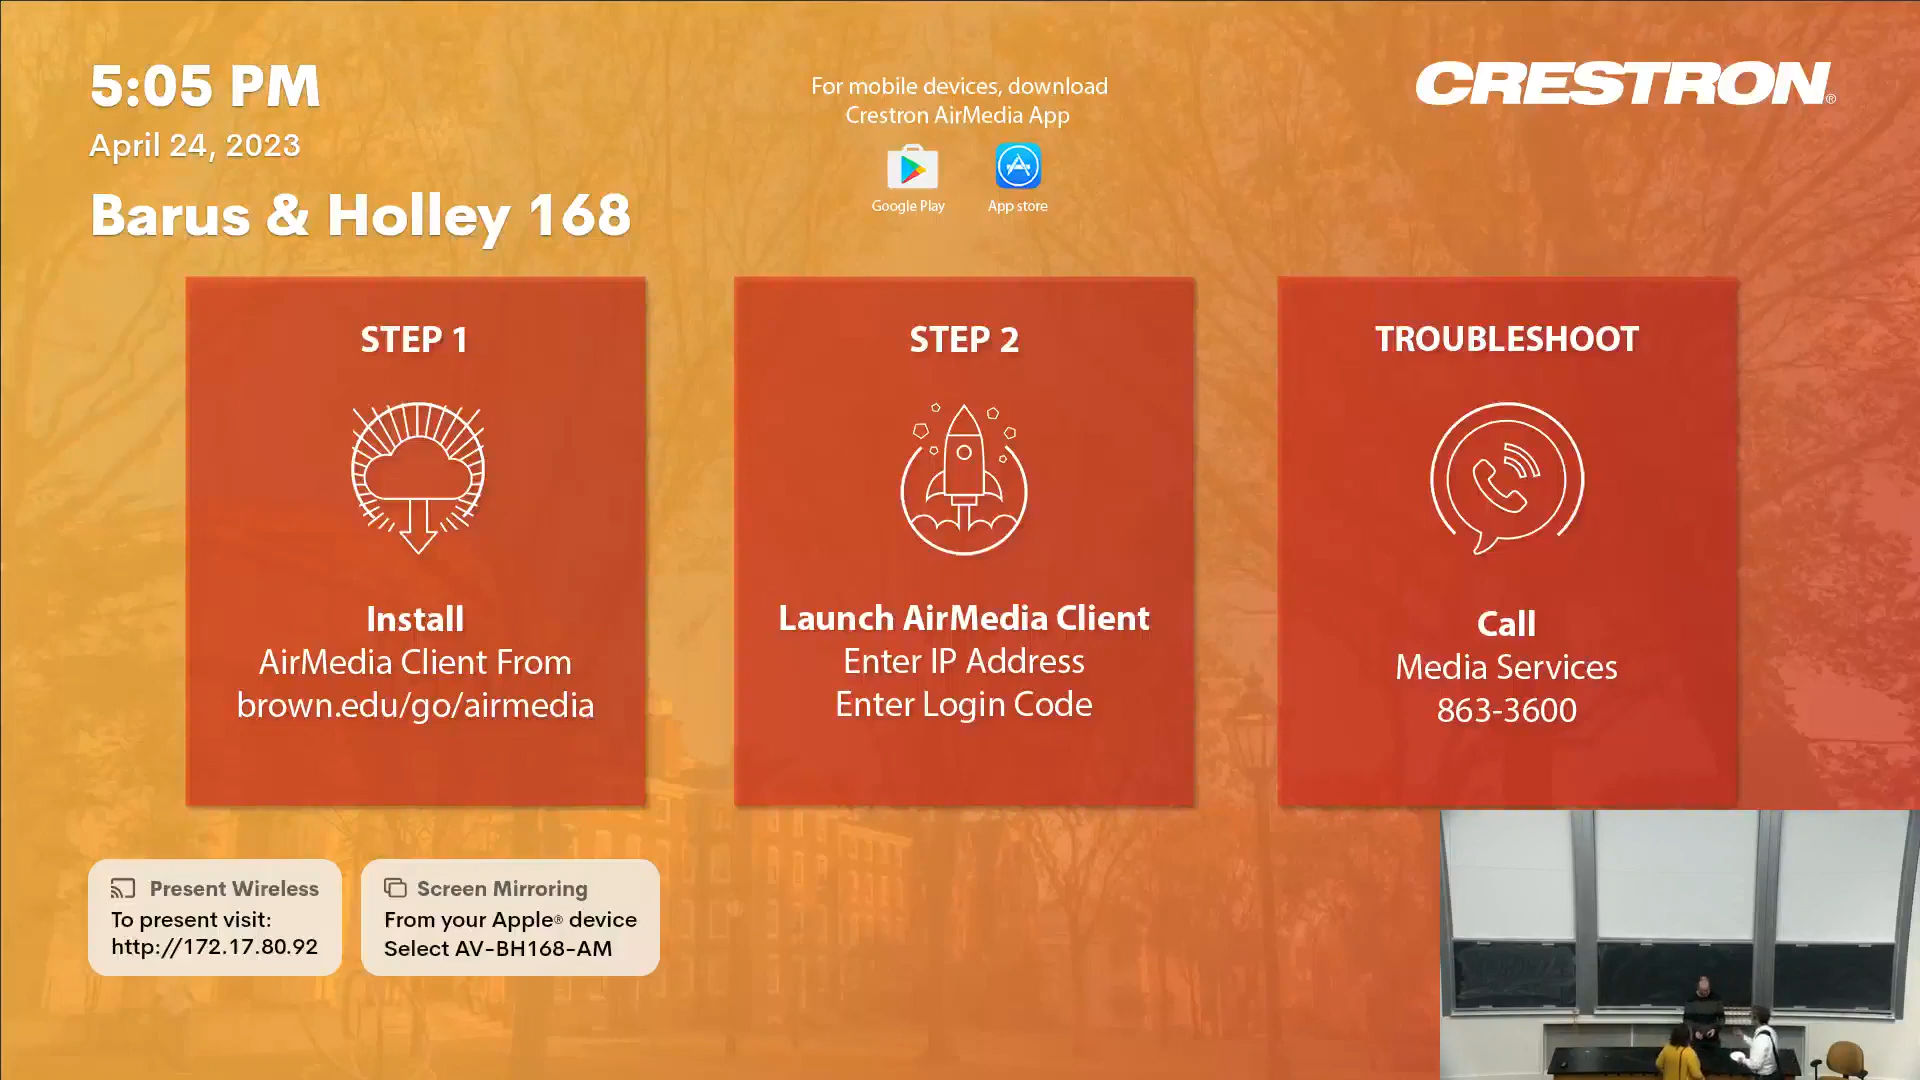 5:05 PM
April 24, 2023
Barus & Holley 168
For mobile devices, download
Crestron AirMedia App
Google Play
App store
CRESTRON®
STEP 1
Install
AirMedia Client From
brown.edu/go/airmedia
STEP 2
Launch AirMedia Client
Enter IP Address
Enter Login Code
TROUBLESHOOT
Call
Media Services
863-3600
Present Wireless
To present visit:
http://172.17.80.92
Screen Mirroring
From your Apple® device
Select AV-BH168-AM